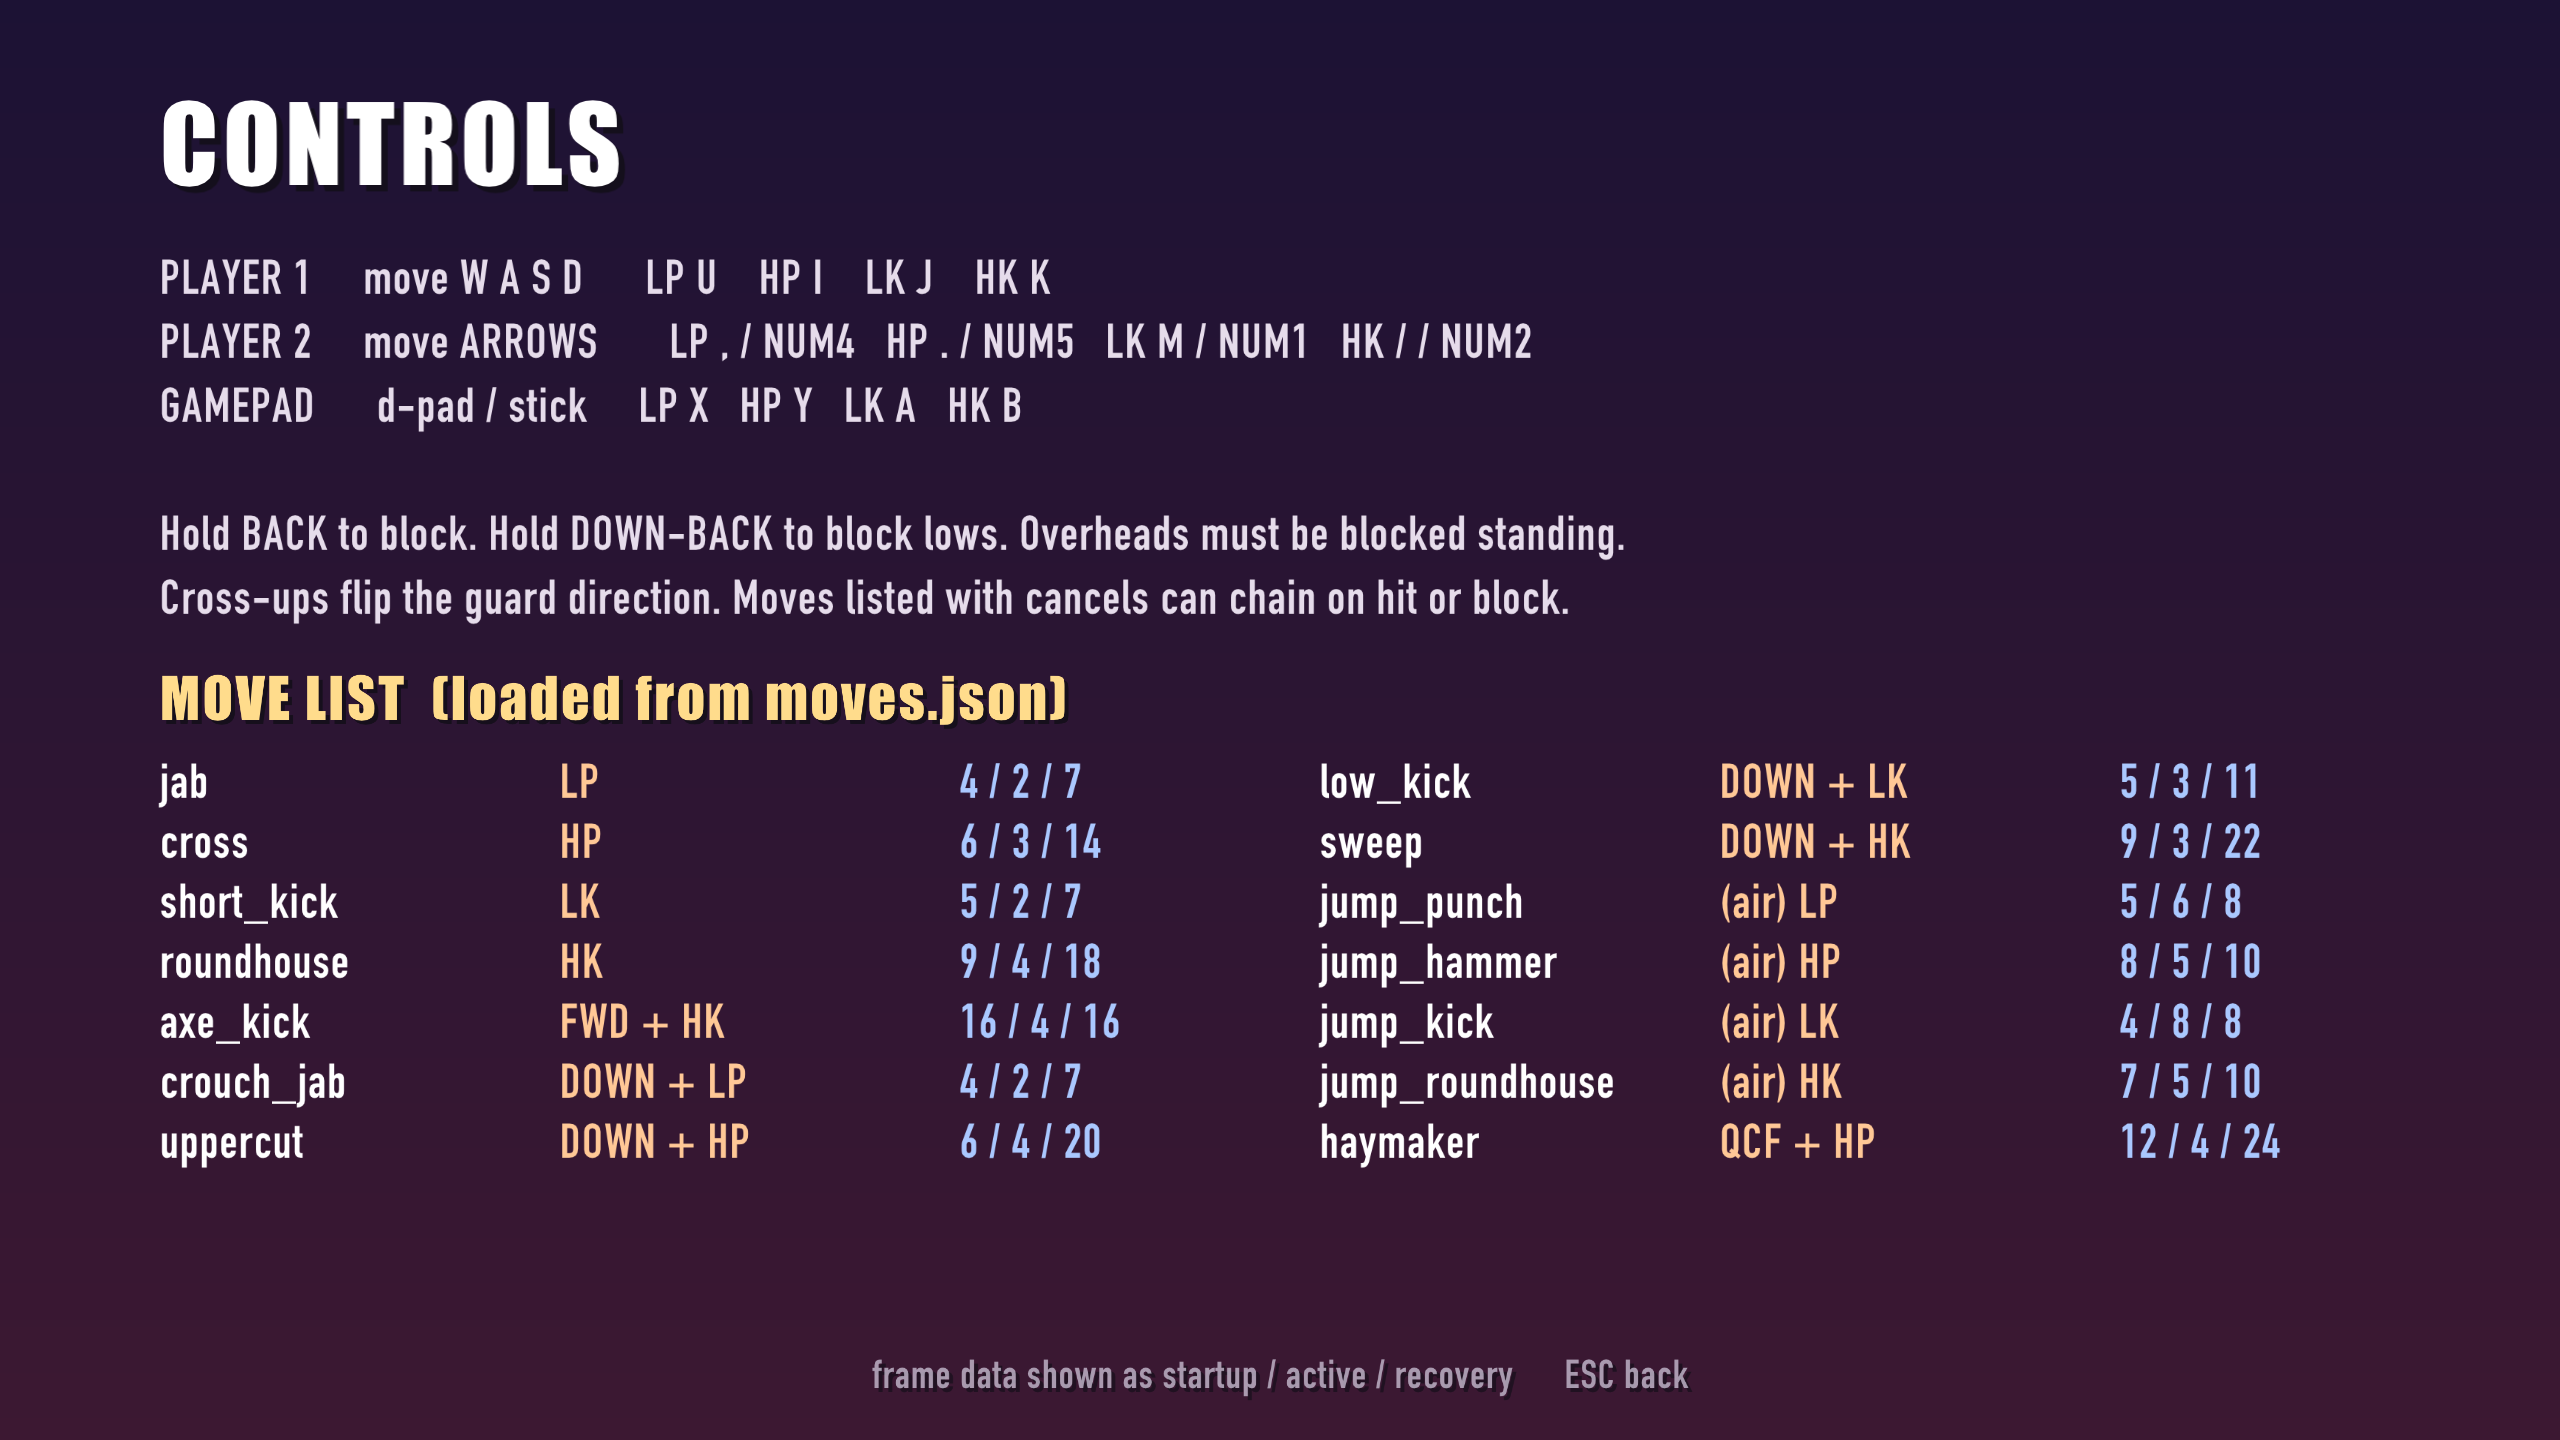 CONTROLS
PLAYER 1 move W A S D LP U HP I LK J HK K
PLAYER 2 move ARROWS LP , / NUM4 HP . / NUM5 LK M / NUM1 HK / / NUM2
GAMEPAD d-pad / stick LP X HP Y LK A HK B
Hold BACK to block. Hold DOWN-BACK to block lows. Overheads must be blocked standing.
Cross-ups flip the guard direction. Moves listed with cancels can chain on hit or block.
MOVE LIST (loaded from moves.json)
jab LP 4 / 2 / 7 low_kick DOWN + LK 5 / 3 / 11
cross HP 6 / 3 / 14 sweep DOWN + HK 9 / 3 / 22
short_kick LK 5 / 2 / 7 jump_punch (air) LP 5 / 6 / 8
roundhouse HK 9 / 4 / 18 jump_hammer (air) HP 8 / 5 / 10
axe_kick FWD + HK 16 / 4 / 16 jump_kick (air) LK 4 / 8 / 8
crouch_jab DOWN + LP 4 / 2 / 7 jump_roundhouse (air) HK 7 / 5 / 10
uppercut DOWN + HP 6 / 4 / 20 haymaker QCF + HP 12 / 4 / 24
frame data shown as startup / active / recovery ESC back